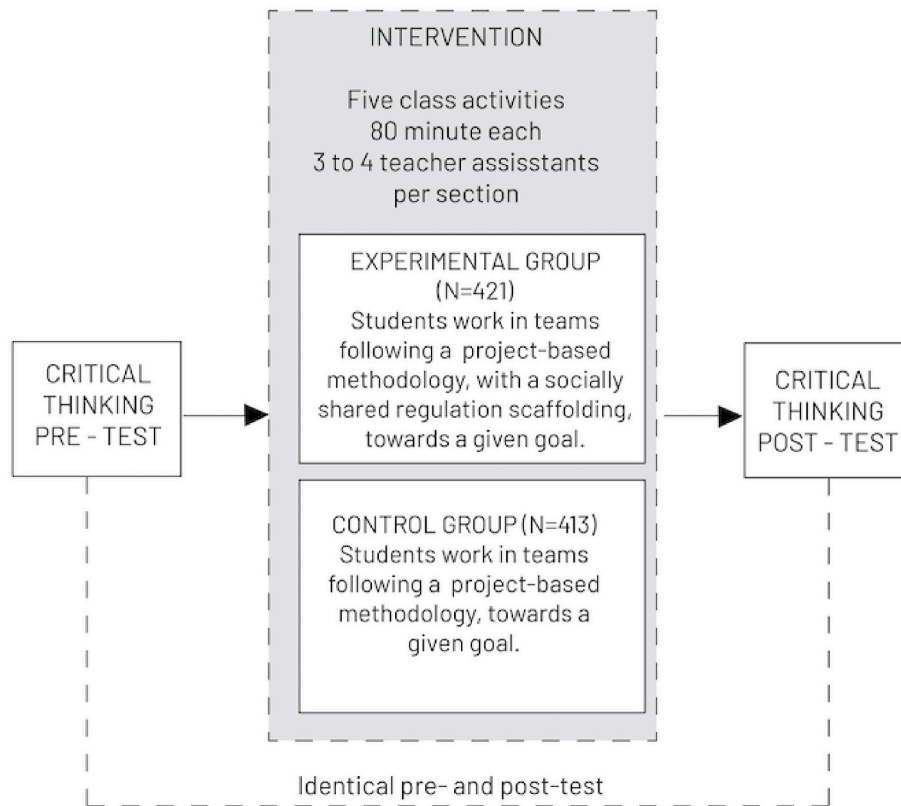 INTERVENTION
Five class activities
80 minute each
3 to 4 teacher assisstants
per section
EXPERIMENTAL GROUP
(N=421)
Students work in teams
following a project-based
methodology, with a socially
shared regulation scaffolding,
towards a given goal.
CRITICAL
THINKING
PRE - TEST
CRITICAL
THINKING
POST - TEST
CONTROL GROUP (N=413)
Students work in teams
following a project-based
methodology, towards a
given goal.
Identical pre- and post-test